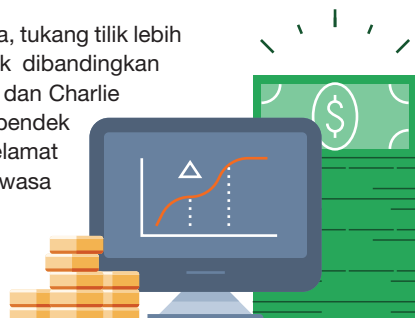 a, tukang tilik lebih
k dibandingkan
dan Charlie
pendek
elamat
wasa
$